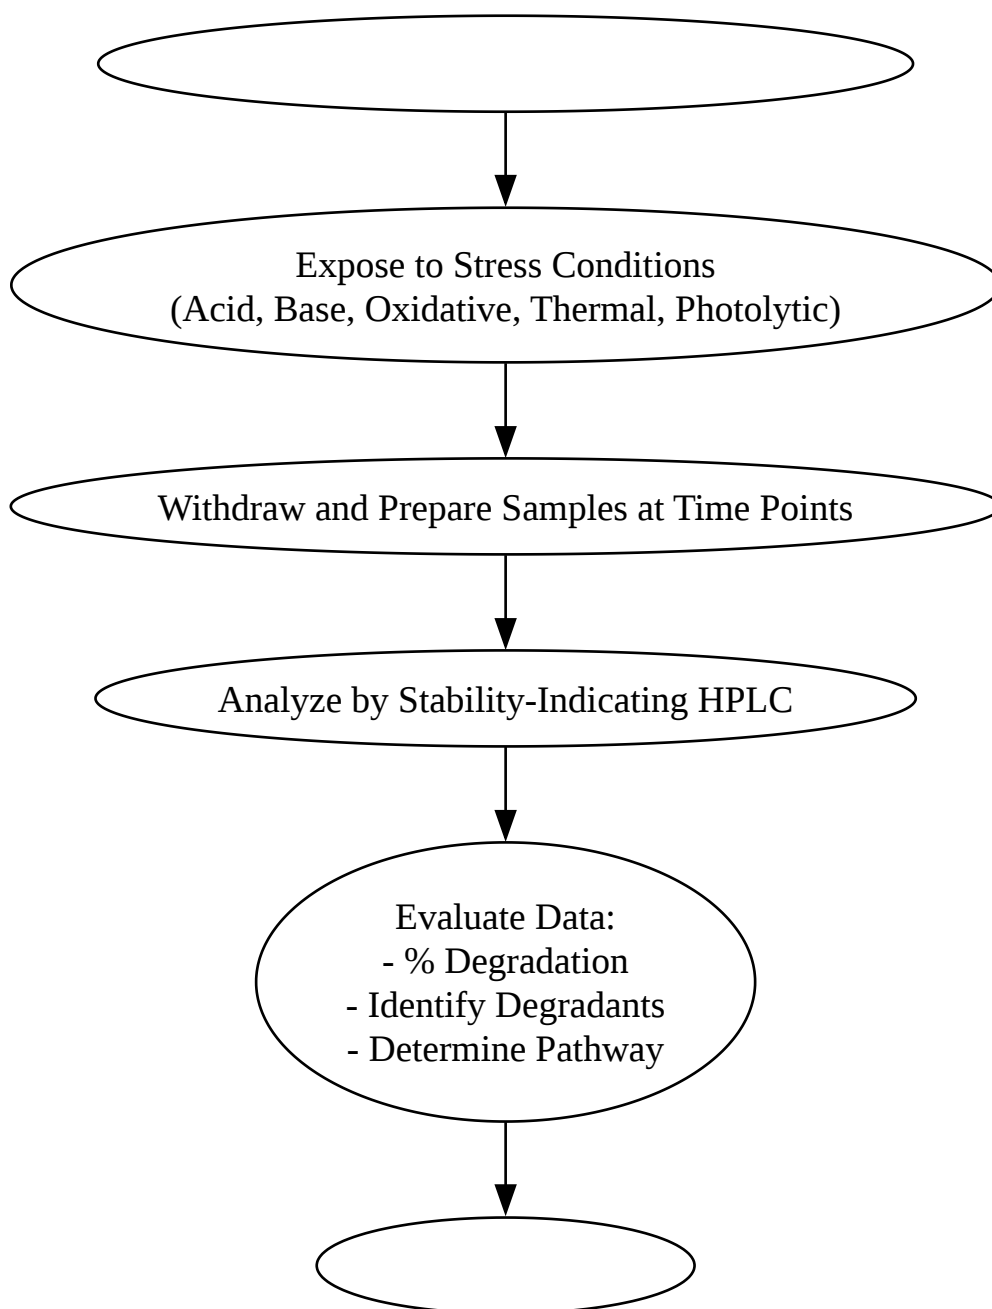 Expose to Stress Conditions
(Acid, Base, Oxidative, Thermal, Photolytic)
Withdraw and Prepare Samples at Time Points
Analyze by Stability-Indicating HPLC
Evaluate Data:
- % Degradation
- Identify Degradants
- Determine Pathway